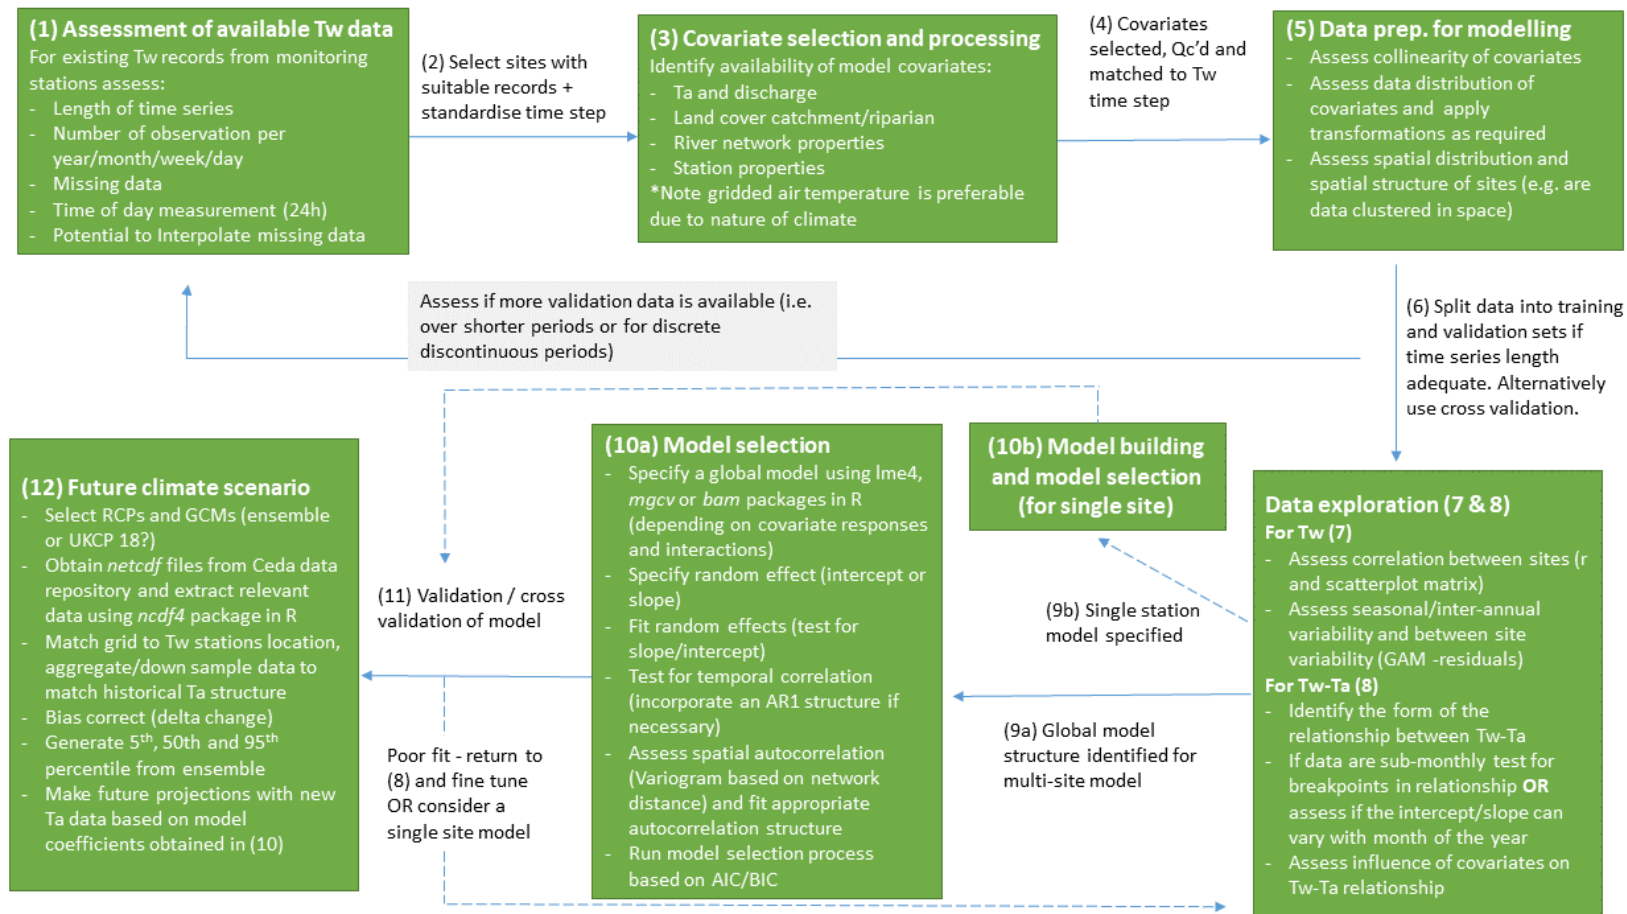 (1) Assessment of available Tw data
For existing Tw records from monitoring
stations assess:
- Length of time series
- Number of observation per
year/month/week/day
- Missing data
- Time of day measurement (24h)
- Potential to Interpolate missing data
(2) Select sites with
suitable records +
standardise time step
(3) Covariate selection and processing
Identify availability of model covariates:
- Ta and discharge
- Land cover catchment/riparian
- River network properties
- Station properties
*Note gridded air temperature is preferable
due to nature of climate
(4) Covariates
selected, Qc’d and
matched to Tw
time step
(5) Data prep. for modelling
- Assess collinearity of covariates
- Assess data distribution of
covariates and apply
transformations as required
- Assess spatial distribution and
spatial structure of sites (e.g. are
data clustered in space)
Assess if more validation data is available (i.e.
over shorter periods or for discrete
discontinuous periods)
(6) Split data into training
and validation sets if
time series length
adequate. Alternatively
use cross validation.
Data exploration (7 & 8)
For Tw (7)
- Assess correlation between sites (r
and scatterplot matrix)
- Assess seasonal/inter-annual
variability and between site
variability (GAM -residuals)
For Tw-Ta (8)
- Identify the form of the
relationship between Tw-Ta
- If data are sub-monthly test for
breakpoints in relationship OR
assess if the intercept/slope can
vary with month of the year
- Assess influence of covariates on
Tw-Ta relationship
(9a) Global model
structure identified for
multi-site model
(9b) Single station
model specified
(10a) Model selection
- Specify a global model using lme4,
mgcv or bam packages in R
(depending on covariate responses
and interactions)
- Specify random effect (intercept or
slope)
- Fit random effects (test for
slope/intercept)
- Test for temporal correlation
(incorporate an AR1 structure if
necessary)
- Assess spatial autocorrelation
(Variogram based on network
distance) and fit appropriate
autocorrelation structure
- Run model selection process
based on AIC/BIC
(10b) Model building
and model selection
(for single site)
(11) Validation / cross
validation of model
Poor fit - return to
(8) and fine tune
OR consider a
single site model
(12) Future climate scenario
- Select RCPs and GCMs (ensemble
or UKCP 18?)
- Obtain netcdf files from Ceda data
repository and extract relevant
data using ncdf4 package in R
- Match grid to Tw stations location,
aggregate/down sample data to
match historical Ta structure
- Bias correct (delta change)
- Generate 5th, 50th and 95th
percentile from ensemble
- Make future projections with new
Ta data based on model
coefficients obtained in (10)